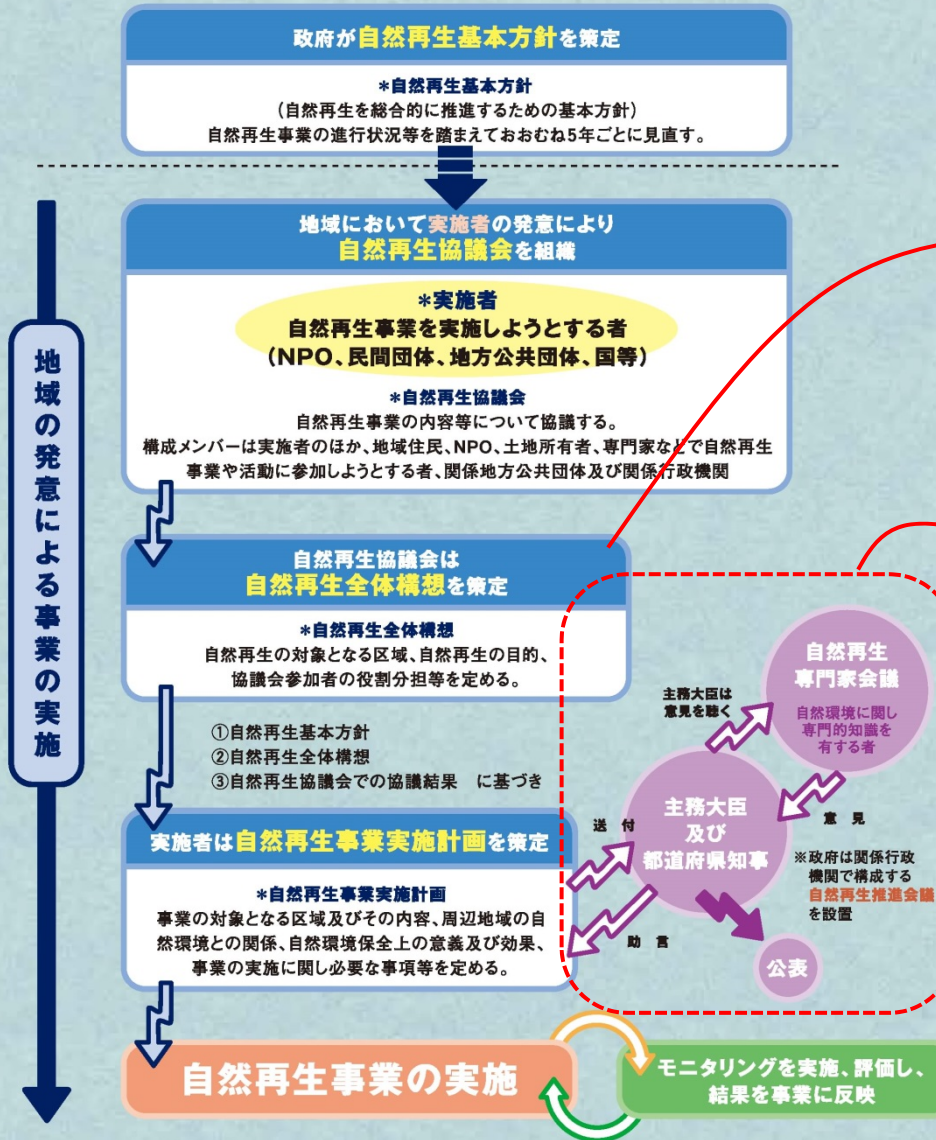 政府が自然再生基本方針を策定
*自然再生基本方針
(自然再生を総合的に推進するための基本方針)
自然再生事業の進行状況等を踏まえておおむね5年ごとに見直す。
地域の発意による事業の実施
地域において実施者の発意により
自然再生協議会を組織
*実施者
自然再生事業を実施しようとする者
(NPO、民間団体、地方公共団体、国等)
*自然再生協議会
自然再生事業の内容等について協議する。
構成メンバーは実施者のほか、地域住民、NPO、土地所有者、専門家などで自然再生
事業や活動に参加しようとする者、関係地方公共団体及び関係行政機関
自然再生協議会は
自然再生全体構想を策定
*自然再生全体構想
自然再生の対象となる区域、自然再生の目的、
協議会参加者の役割分担等を定める。
①自然再生基本方針
②自然再生全体構想
③自然再生協議会での協議結果 に基づき
実施者は自然再生事業実施計画を策定
*自然再生事業実施計画
事業の対象となる区域及びその内容、周辺地域の自
然環境との関係、自然環境保全上の意義及び効果、
事業の実施に関し必要な事項等を定める。
自然再生
専門家会議
自然環境に関し
専門的知識を
有する者
主務大臣は
意見を聴く
主務大臣
及び
都道府県知事
送付
意見
助言
※政府は関係行政
機関で構成する
自然再生推進会議
を設置
公表
自然再生事業の実施
モニタリングを実施、評価し、
結果を事業に反映